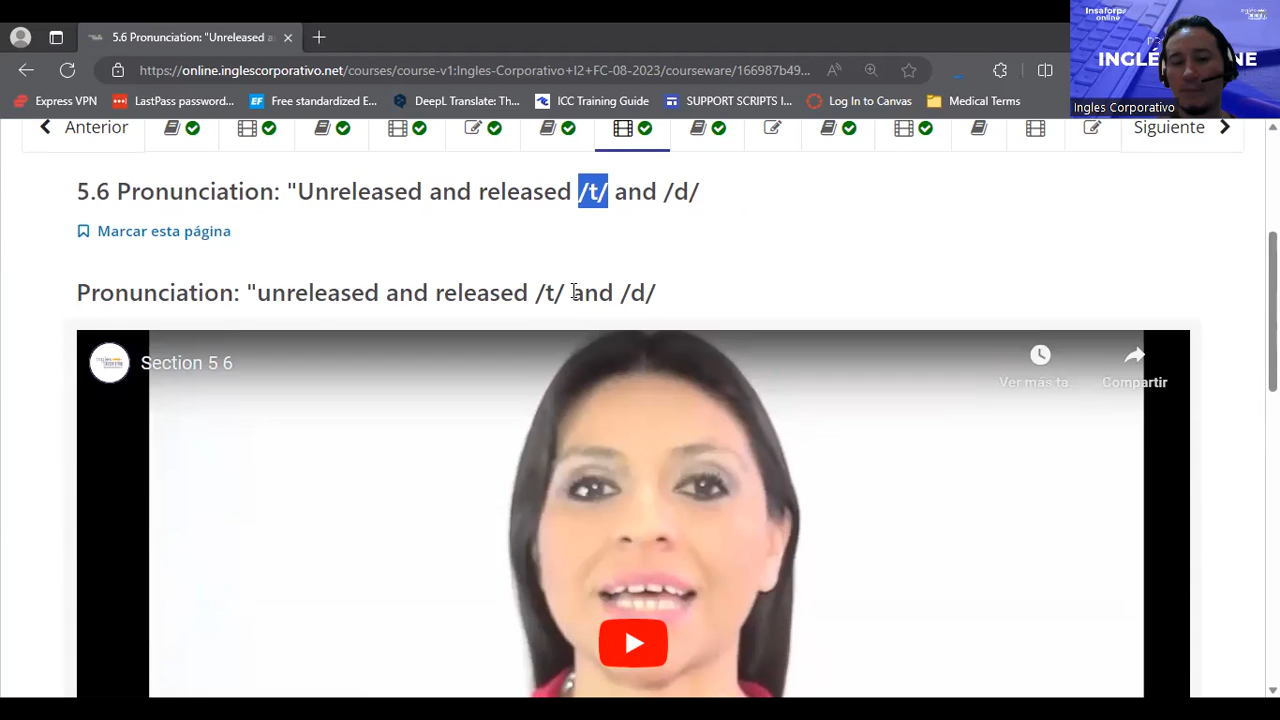 5.6 Pronunciation: "Unreleased a
https://online.inglescorporativo.net/courses/course-v1:Ingles-Corporativo+I2+FC-08-2023/courseware/166987b49...
Express VPN
LastPass password...
EF Free standardized E...
DeepL Translate: Th...
ICC Training Guide
SUPPORT SCRIPTS I...
Log In to Canvas
Medical Terms
Insaforp online
INGLÉ
NE
Ingles Corporativo
Anterior
Siguiente
5.6 Pronunciation: "Unreleased and released /t/ and /d/
Marcar esta página
Pronunciation: "unreleased and released /t/ and /d/
Section 5 6
Ver más ta
Compartir